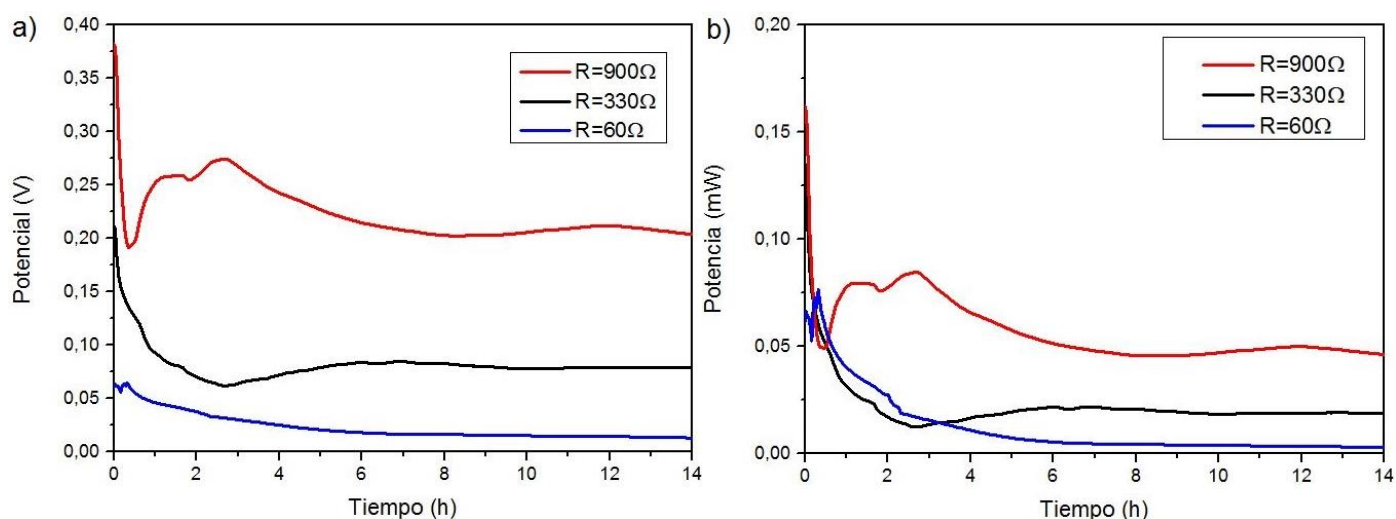 a)
0,40
0,35
0,30
0,25
0,20
0,15
0,10
0,05
0,00
Potencial (V)
R=900Ω
R=330Ω
R=60Ω
0 2 4 6 8 10 12 14
Tiempo (h)
b)
0,20
0,15
0,10
0,05
0,00
Potencia (mW)
R=900Ω
R=330Ω
R=60Ω
0 2 4 6 8 10 12 14
Tiempo (h)